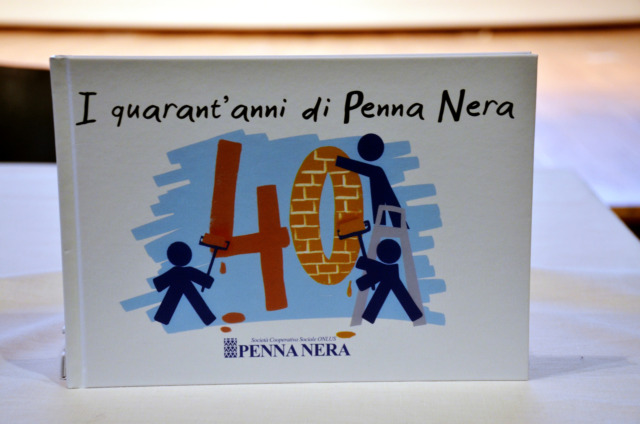 I quarant'anni di Penna Nera
40
Società Cooperativa Sociale ONLUS
PENNA NERA